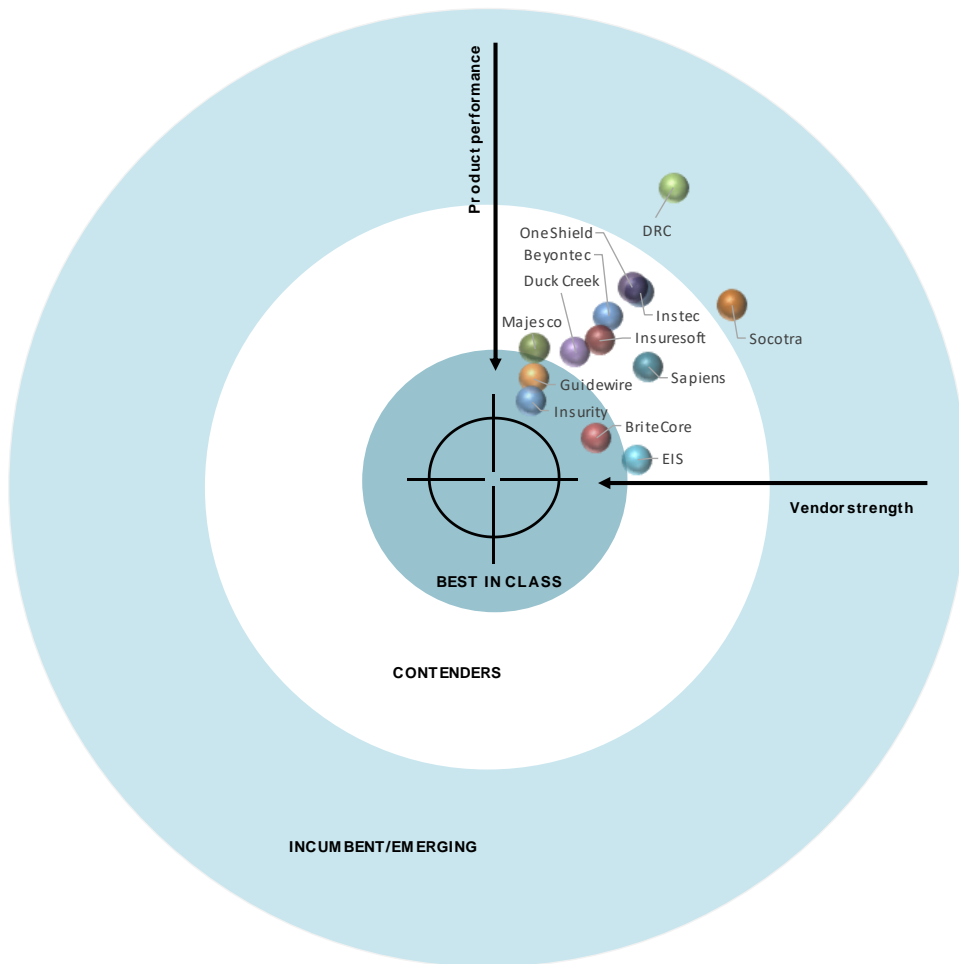 Product performance
DRC
OneShield
Beyontec
Duck Creek
Instec
Majesco
Insuresoft
Socotra
Sapiens
Guidewire
Insurity
BriteCore
EIS
Vendor strength
BEST IN CLASS
CONTENDERS
INCUMBENT/EMERGING